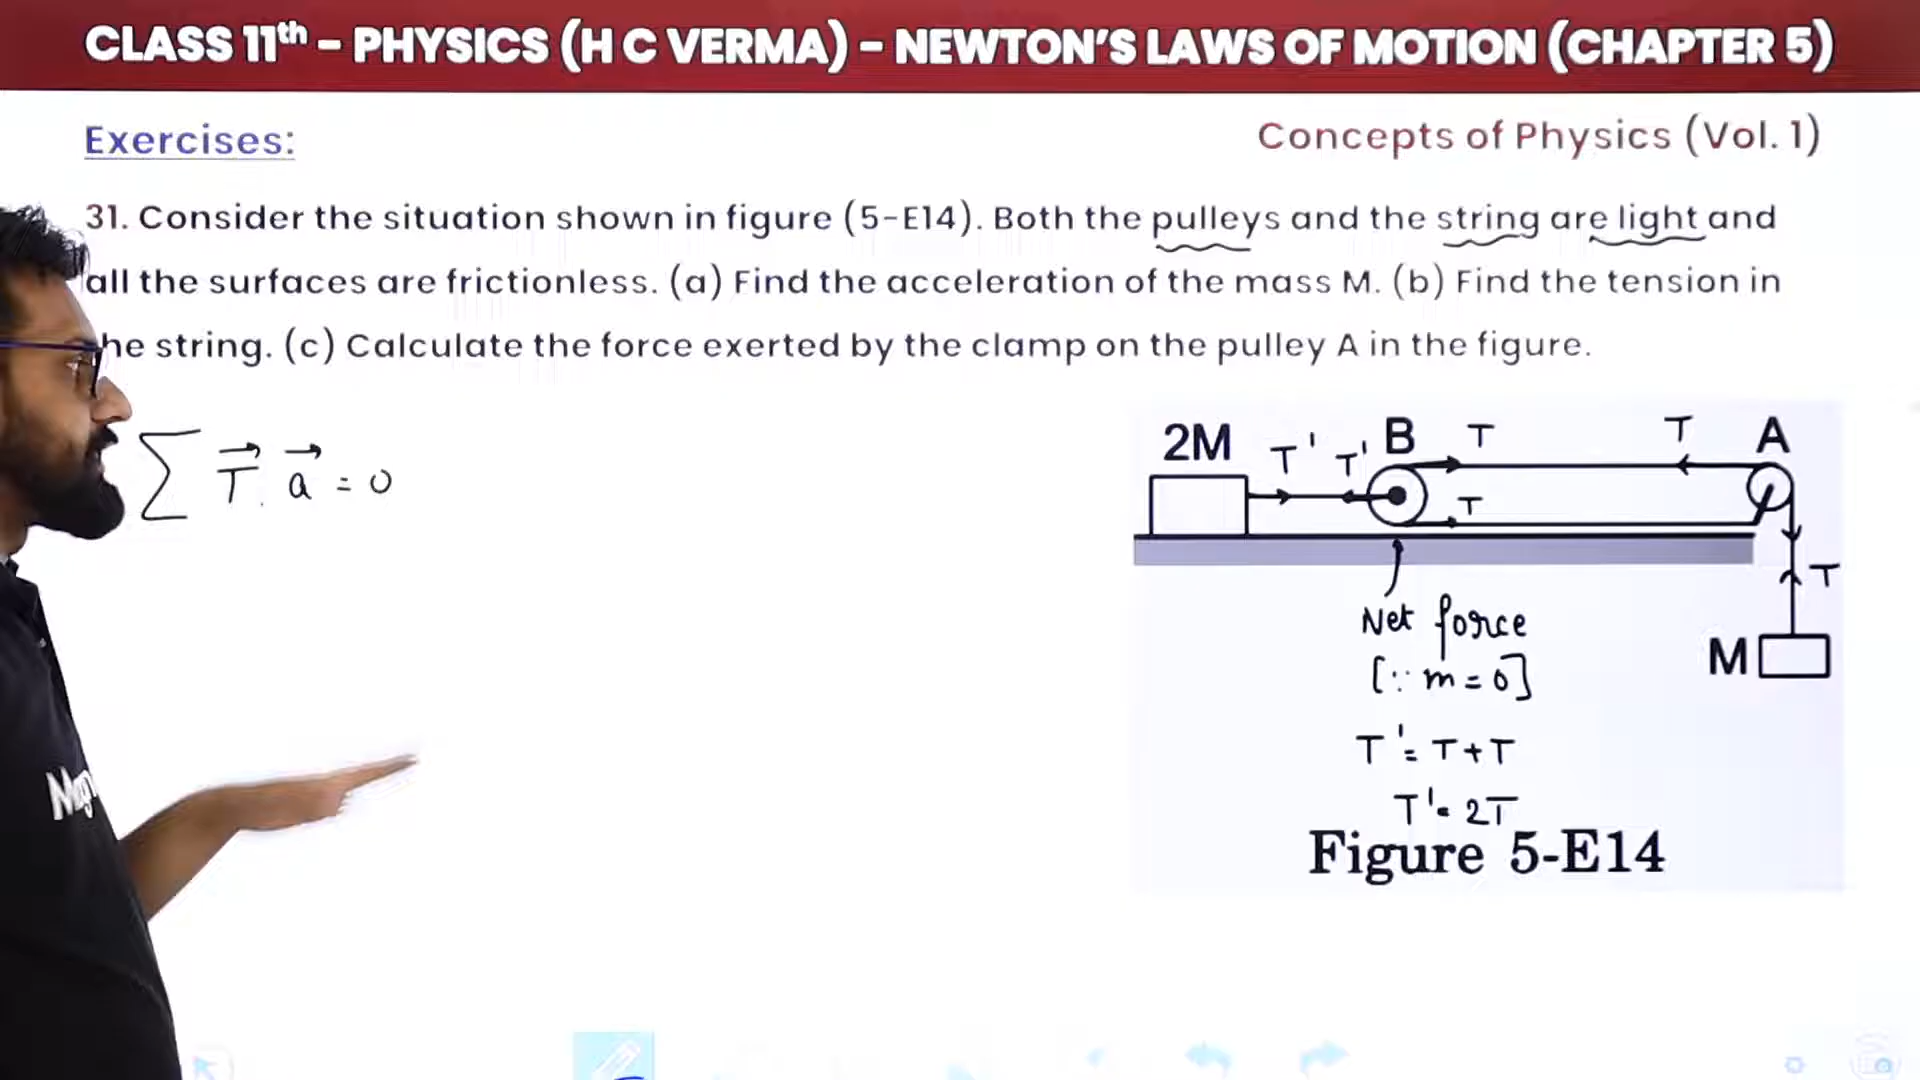 CLASS 11th – PHYSICS (H C VERMA) – NEWTON'S LAWS OF MOTION (CHAPTER 5)
Exercises:
Concepts of Physics (Vol. 1)
31. Consider the situation shown in figure (5-E14). Both the pulleys and the string are light and
all the surfaces are frictionless. (a) Find the acceleration of the mass M. (b) Find the tension in
he string. (c) Calculate the force exerted by the clamp on the pulley A in the figure.
∑ T⃗ . a⃗ = 0
2M T' T' B T T A
T
T
M
Net force
[∵ m = 0]
T' = T + T
T' = 2T
Figure 5-E14